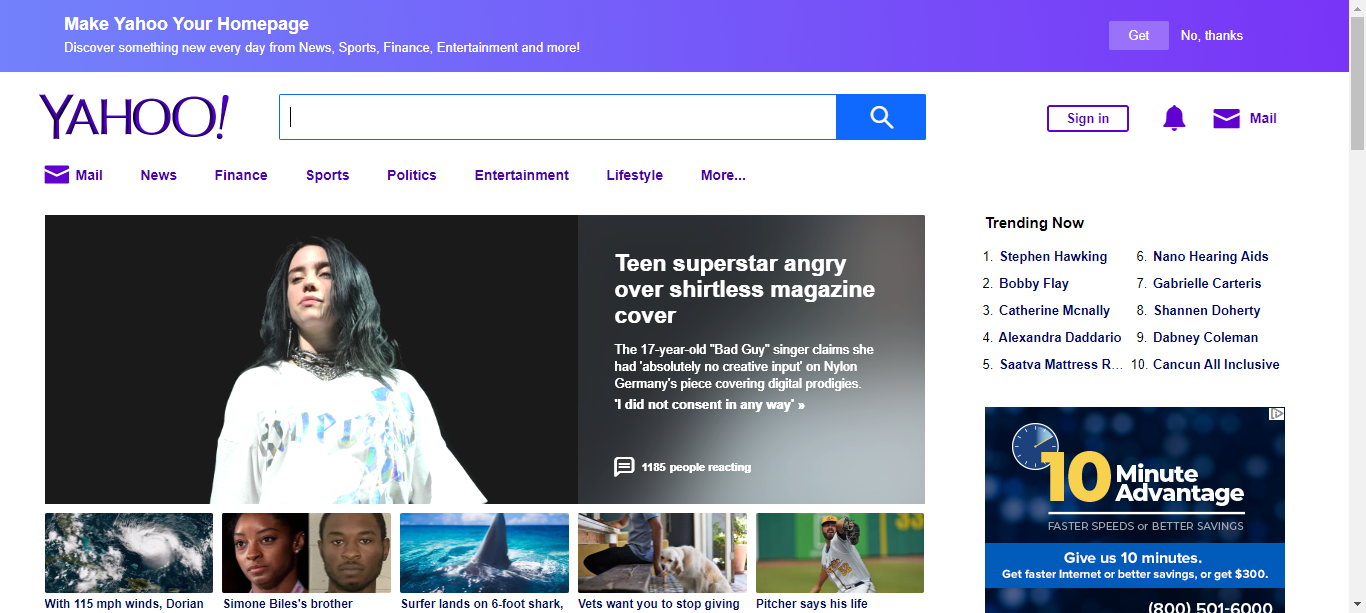 Make Yahoo Your Homepage
Discover something new every day from News, Sports, Finance, Entertainment and more!
Get
No, thanks
YAHOO!
Sign in
Mail
Mail
News
Finance
Sports
Politics
Entertainment
Lifestyle
More...
Teen superstar angry
over shirtless magazine
cover
The 17-year-old "Bad Guy" singer claims she
had 'absolutely no creative input' on Nylon
Germany's piece covering digital prodigies.
'I did not consent in any way' »
1185 people reacting
With 115 mph winds, Dorian
Simone Biles's brother
Surfer lands on 6-foot shark,
Vets want you to stop giving
Pitcher says his life
Trending Now
1. Stephen Hawking
2. Bobby Flay
3. Catherine Mcnally
4. Alexandra Daddario
5. Saatva Mattress R...
6. Nano Hearing Aids
7. Gabrielle Carteris
8. Shannen Doherty
9. Dabney Coleman
10. Cancun All Inclusive
10 Minute
Advantage
FASTER SPEEDS or BETTER SAVINGS
Give us 10 minutes.
Get faster Internet or better savings, or get $300.
(800) 501-6000